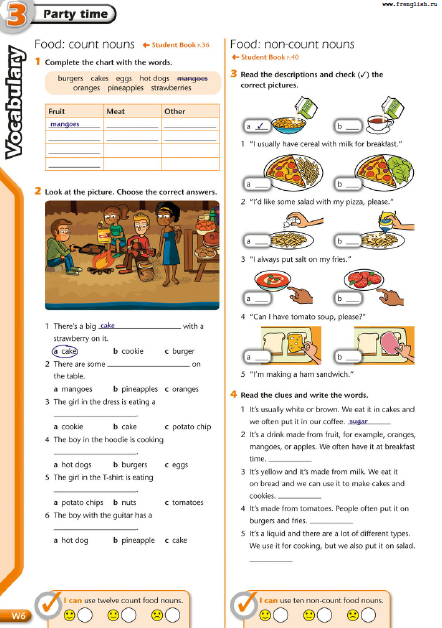 www.frenglish.ru
3 Party time
Vocabulary
Food: count nouns ← Student Book P.36
1 Complete the chart with the words.
burgers cakes eggs hot dogs mangoes
oranges pineapples strawberries
Fruit Meat Other
mangoes
2 Look at the picture. Choose the correct answers.
1 There's a big cake with a
strawberry on it.
a cake b cookie c burger
2 There are some on
the table.
a mangoes b pineapples c oranges
3 The girl in the dress is eating a
.
a cookie b cake c potato chip
4 The boy in the hoodie is cooking
.
a hot dogs b burgers c eggs
5 The girl in the T-shirt is eating
.
a potato chips b nuts c tomatoes
6 The boy with the guitar has a
.
a hot dog b pineapple c cake
I can use twelve count food nouns.
W6
Food: non-count nouns
← Student Book P.40
3 Read the descriptions and check (✓) the
correct pictures.
a ✓ b
1 "I usually have cereal with milk for breakfast."
a b
2 "I'd like some salad with my pizza, please."
a b
3 "I always put salt on my fries."
a b
4 "Can I have tomato soup, please?"
a b
5 "I'm making a ham sandwich."
4 Read the clues and write the words.
1 It's usually white or brown. We eat it in cakes and
we often put it in our coffee. sugar
2 It's a drink made from fruit, for example, oranges,
mangoes, or apples. We often have it at breakfast
time.
3 It's yellow and it's made from milk. We eat it
on bread and we can use it to make cakes and
cookies.
4 It's made from tomatoes. People often put it on
burgers and fries.
5 It's a liquid and there are a lot of different types.
We use it for cooking, but we also put it on salad.
I can use ten non-count food nouns.